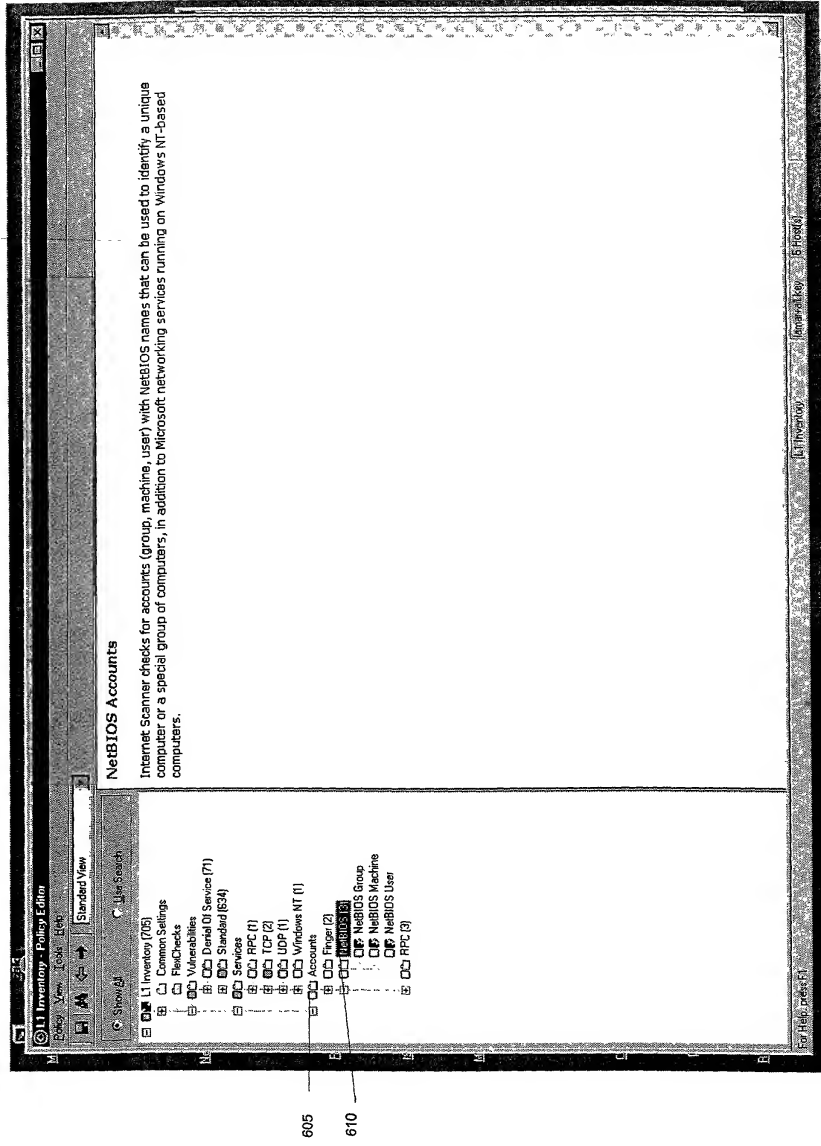 L1 Inventory - Policy Editor
Policy View Tools Help
Standard View
Show All Use Search
L1 Inventory (705)
Common Settings
FlexChecks
Vulnerabilities
Denial Of Service (71)
Standard (634)
Services
RPC (1)
TCP (2)
UDP (1)
Windows NT (1)
Accounts
Finger (2)
NetBIOS (3)
NetBIOS Group
NetBIOS Machine
NetBIOS User
RPC (3)
NetBIOS Accounts
Internet Scanner checks for accounts (group, machine, user) with NetBIOS names that can be used to identify a unique
computer or a special group of computers, in addition to Microsoft networking services running on Windows NT-based
computers.
For Help, press F1
L1 Inventory
5 Host(s)
605
610